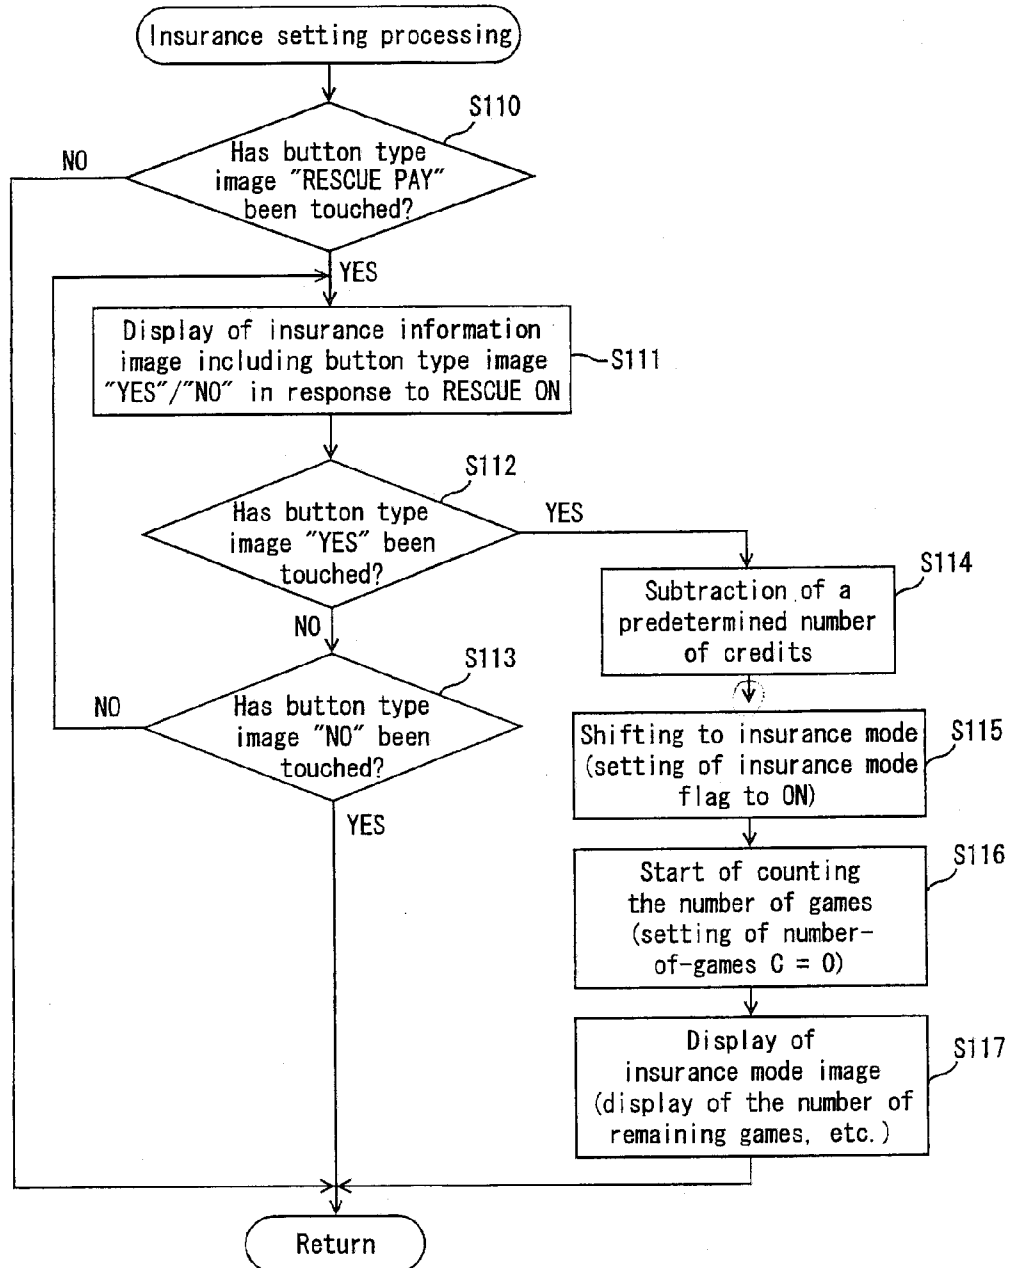 Insurance setting processing
S110
NO
Has button type
image "RESCUE PAY"
been touched?
YES
Display of insurance information
image including button type image
"YES"/"NO" in response to RESCUE ON
S111
S112
Has button type
image "YES" been
touched?
YES
NO
S114
Subtraction of a
predetermined number
of credits
S113
NO
Has button type
image "NO" been
touched?
YES
Shifting to insurance mode
(setting of insurance mode
flag to ON)
S115
Start of counting
the number of games
(setting of number-
of-games C = 0)
S116
Display of
insurance mode image
(display of the number of
remaining games, etc.)
S117
Return